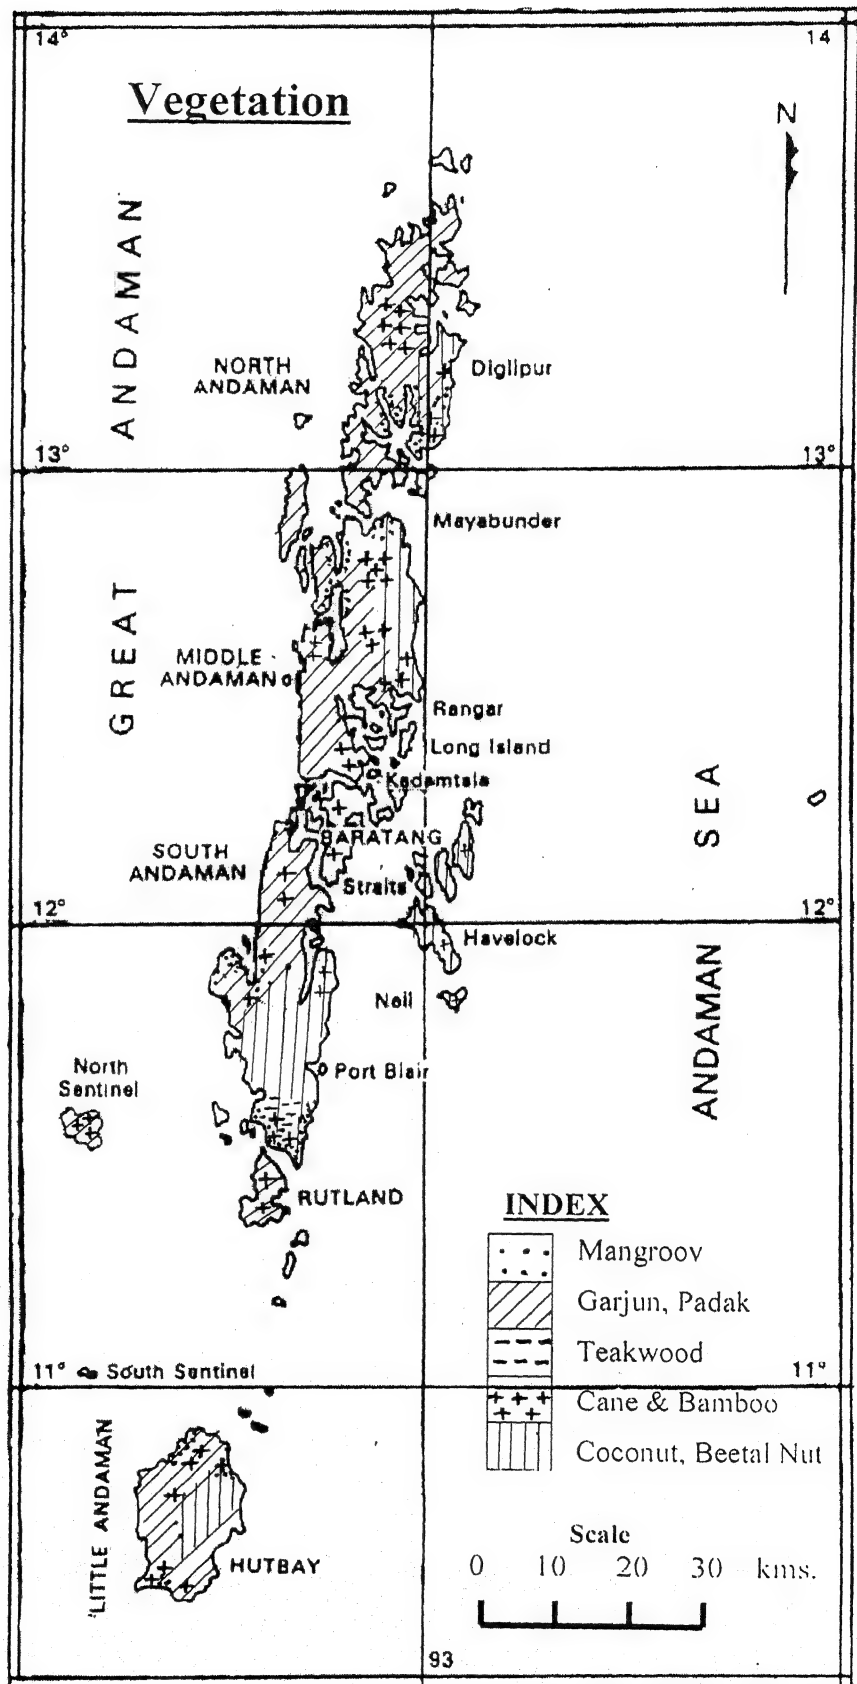 14°
14
Vegetation
N
GREAT ANDAMAN
NORTH
ANDAMAN
Diglipur
13°
13°
Mayabunder
MIDDLE
ANDAMAN
Rangar
Long Island
Kadamtala
BARATANG
SOUTH
ANDAMAN
Straits
12°
12°
Havelock
ANDAMAN SEA
Neil
Port Blair
North
Sentinel
RUTLAND
INDEX
Mangroov
Garjun, Padak
Teakwood
Cane & Bamboo
Coconut, Beetal Nut
11°
South Sentinel
11°
LITTLE ANDAMAN
HUTBAY
Scale
0 10 20 30 kms.
93